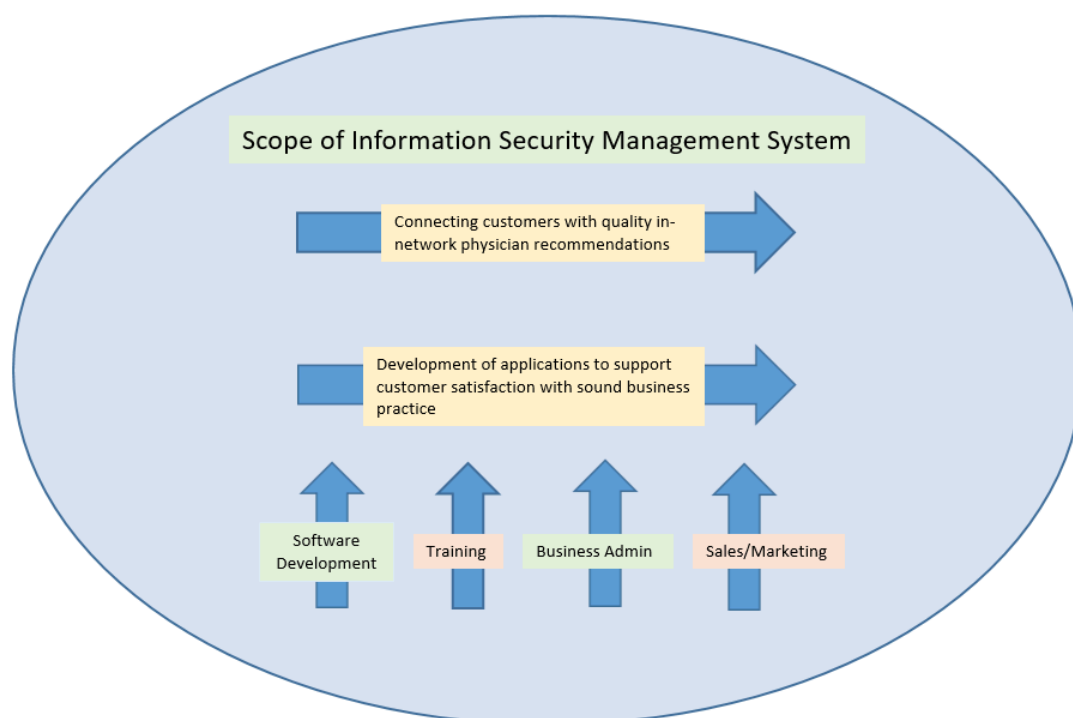 Scope of Information Security Management System
Connecting customers with quality in-
network physician recommendations
Development of applications to support
customer satisfaction with sound business
practice
Software
Development
Training
Business Admin
Sales/Marketing